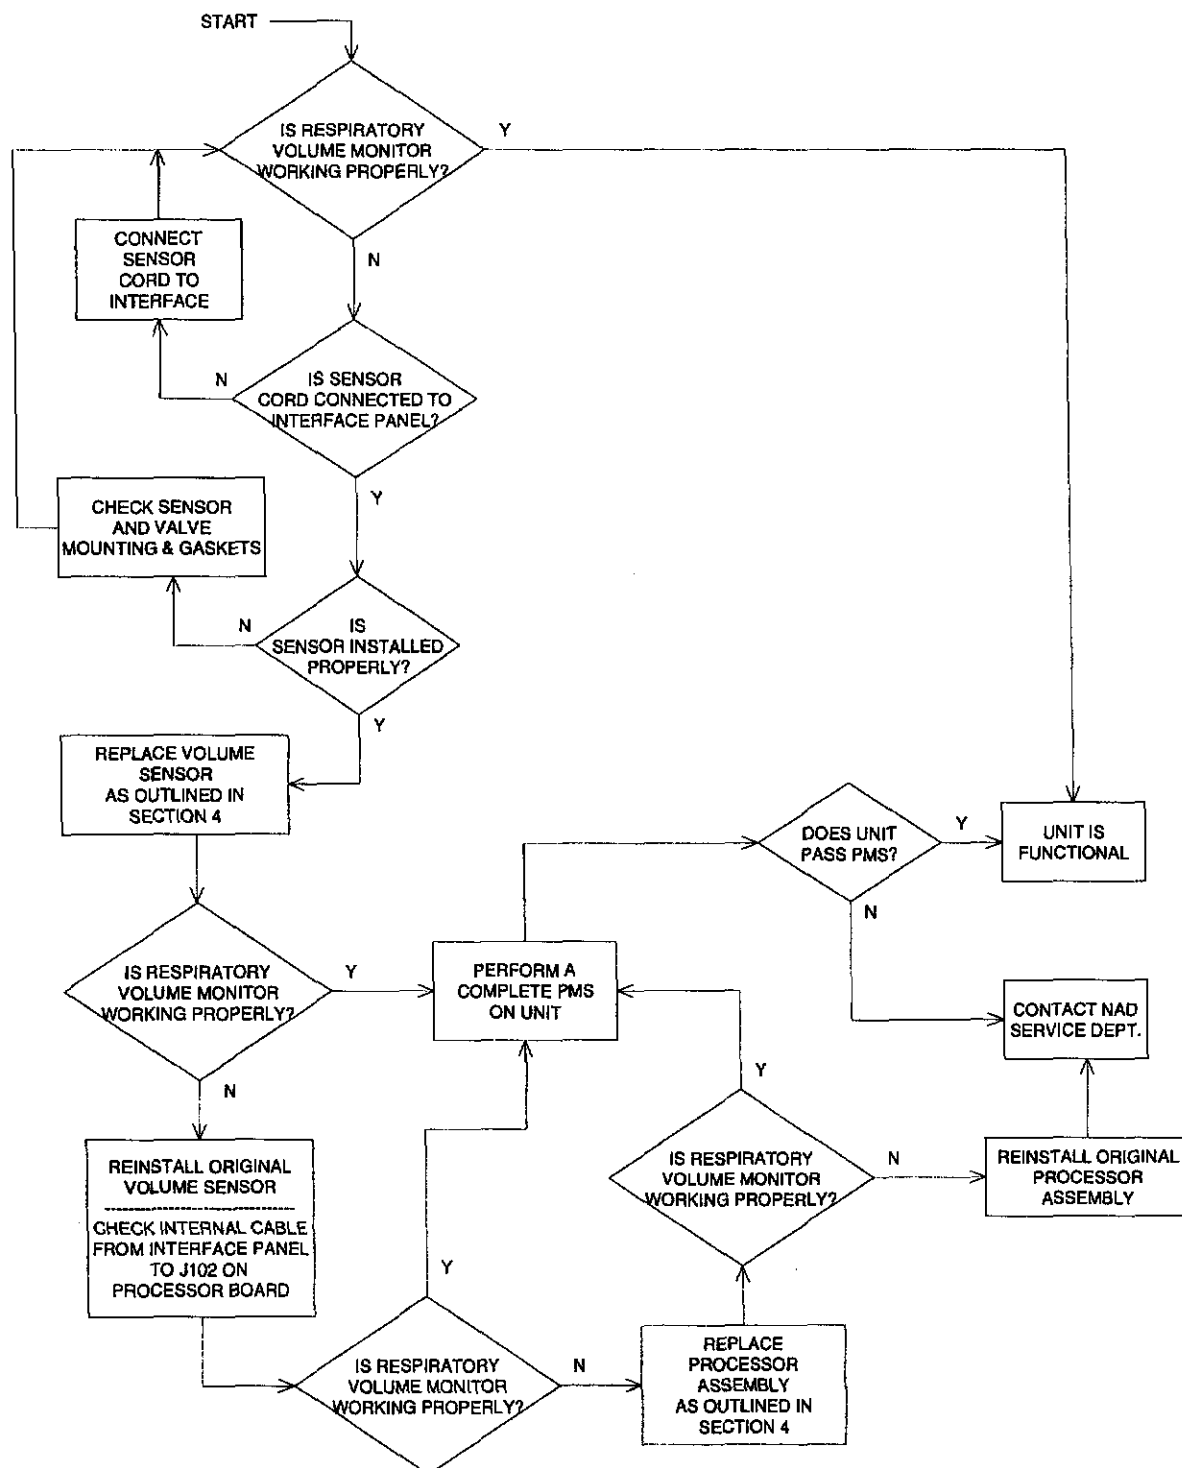 START
IS RESPIRATORY
VOLUME MONITOR
WORKING PROPERLY?
Y
N
CONNECT
SENSOR
CORD TO
INTERFACE
N
IS SENSOR
CORD CONNECTED TO
INTERFACE PANEL?
Y
CHECK SENSOR
AND VALVE
MOUNTING & GASKETS
N
IS
SENSOR INSTALLED
PROPERLY?
Y
REPLACE VOLUME
SENSOR
AS OUTLINED IN
SECTION 4
DOES UNIT
PASS PMS?
Y
N
UNIT IS
FUNCTIONAL
IS RESPIRATORY
VOLUME MONITOR
WORKING PROPERLY?
Y
N
PERFORM A
COMPLETE PMS
ON UNIT
CONTACT NAD
SERVICE DEPT.
Y
IS RESPIRATORY
VOLUME MONITOR
WORKING PROPERLY?
N
REINSTALL ORIGINAL
PROCESSOR
ASSEMBLY
REINSTALL ORIGINAL
VOLUME SENSOR
CHECK INTERNAL CABLE
FROM INTERFACE PANEL
TO J102 ON
PROCESSOR BOARD
Y
IS RESPIRATORY
VOLUME MONITOR
WORKING PROPERLY?
N
REPLACE
PROCESSOR
ASSEMBLY
AS OUTLINED IN
SECTION 4